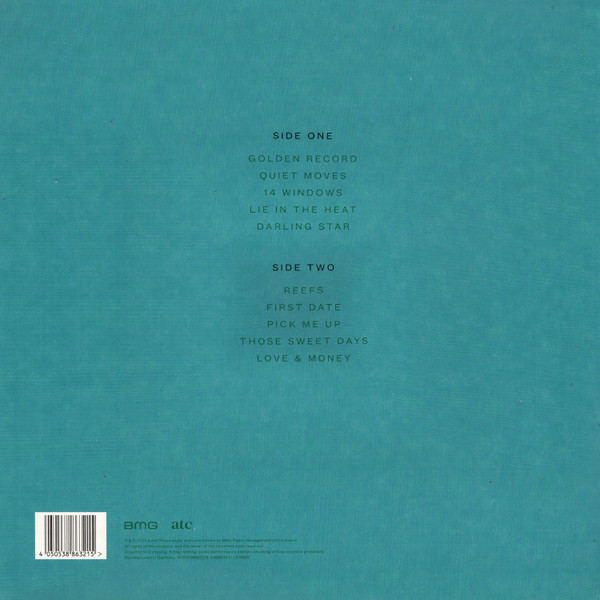 SIDE ONE
GOLDEN RECORD
QUIET MOVES
14 WINDOWS
LIE IN THE HEAT
DARLING STAR
SIDE TWO
REEFS
FIRST DATE
PICK ME UP
THOSE SWEET DAYS
LOVE & MONEY
BMG atc
4 050538 863215 >